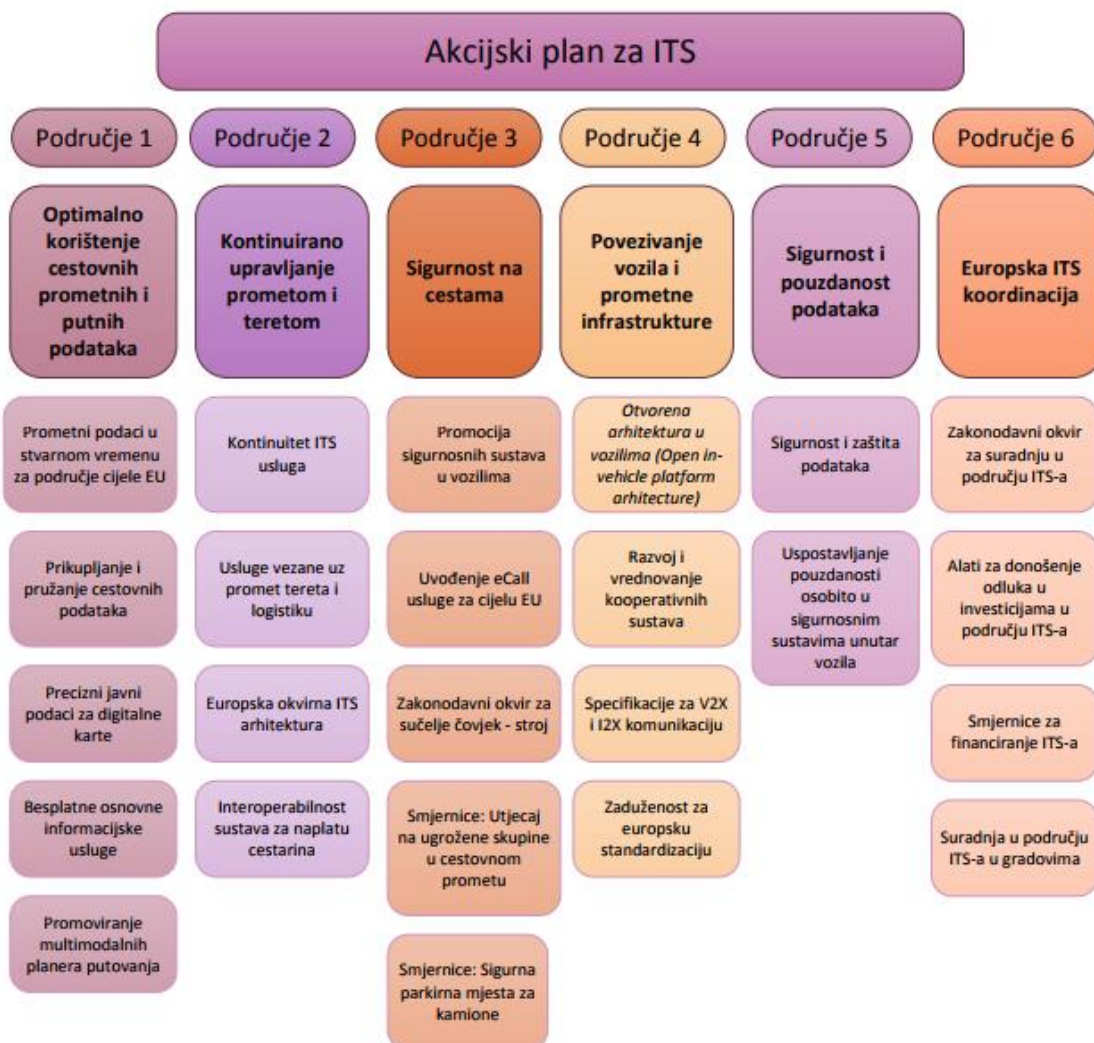 Akcijski plan za ITS
Područje 1
Područje 2
Područje 3
Područje 4
Područje 5
Područje 6
Optimalno
korištenje
cestovnih
prometnih i
putnih
podataka
Kontinuirano
upravljanje
prometom i
teretom
Sigurnost na
cestama
Povezivanje
vozila i
prometne
infrastrukture
Sigurnost i
pouzdanost
podataka
Europska ITS
koordinacija
Prometni podaci u
stvarnom vremenu
za područje cijele EU
Kontinuitet ITS
usluga
Promocija
sigurnosnih sustava
u vozilima
Otvorena
arhitektura u
vozilima (Open in-
vehicle platform
arhitecture)
Sigurnost i zaštita
podataka
Zakonodavni okvir
za suradnju u
području ITS-a
Prikupljanje i
pružanje cestovnih
podataka
Usluge vezane uz
promet tereta i
logistiku
Uvođenje eCall
usluge za cijelu EU
Razvoj i
vrednovanje
kooperativnih
sustava
Uspostavljanje
pouzdanosti
osobito u
sigurnosnim
sustavima unutar
vozila
Alati za donošenje
odluka u
investicijama u
području ITS-a
Precizni javni
podaci za digitalne
karte
Europska okvirna ITS
arhitektura
Zakonodavni okvir za
sučelje čovjek - stroj
Specifikacije za V2X
i I2X komunikaciju
Smjernice za
financiranje ITS-a
Besplatne osnovne
informacijske
usluge
Interoperabilnost
sustava za naplatu
cestarina
Smjernice: Utjecaj
na ugrožene skupine
u cestovnom
prometu
Zaduženost za
europsku
standardizaciju
Suradnja u području
ITS-a u gradovima
Promoviranje
multimodalnih
planera putovanja
Smjernice: Sigurna
parkirna mjesta za
kamione